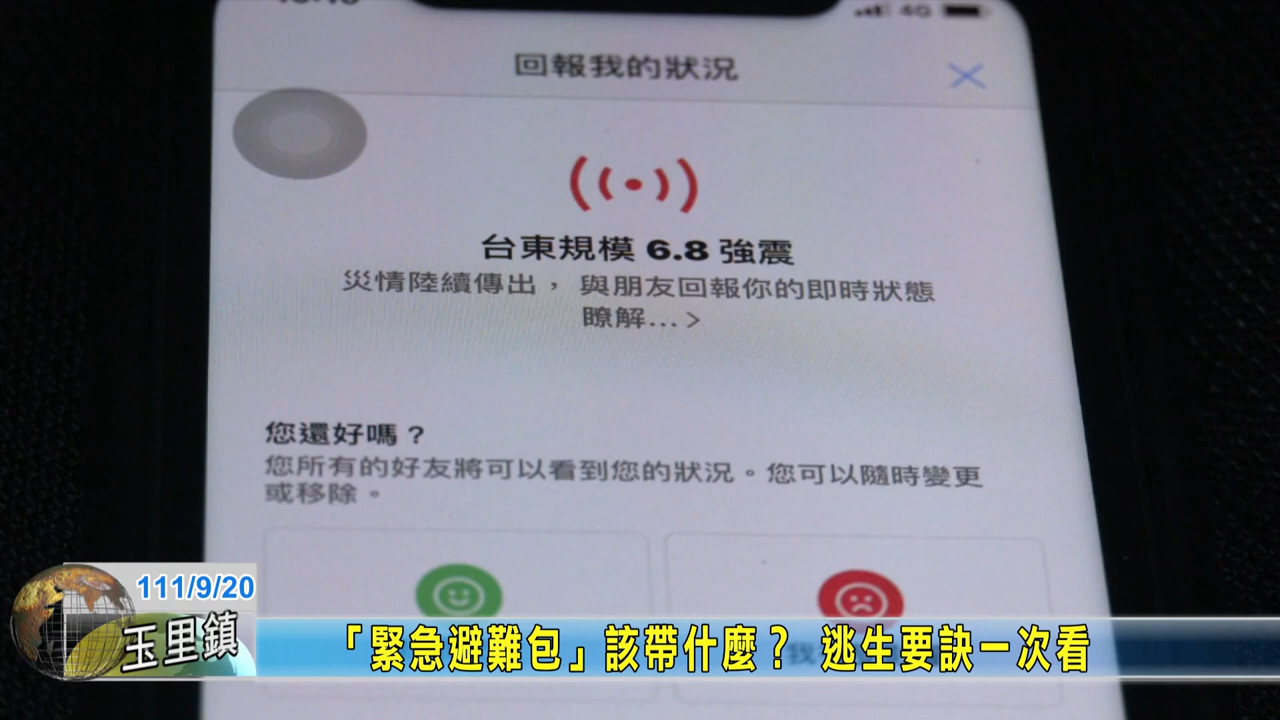 4G
回報我的狀況
台東規模 6.8 強震
災情陸續傳出， 與朋友回報你的即時狀態
瞭解... >
您還好嗎？
您所有的好友將可以看到您的狀況。您可以隨時變更
或移除。
111/9/20
玉里鎮
「緊急避難包」該帶什麼？ 逃生要訣一次看